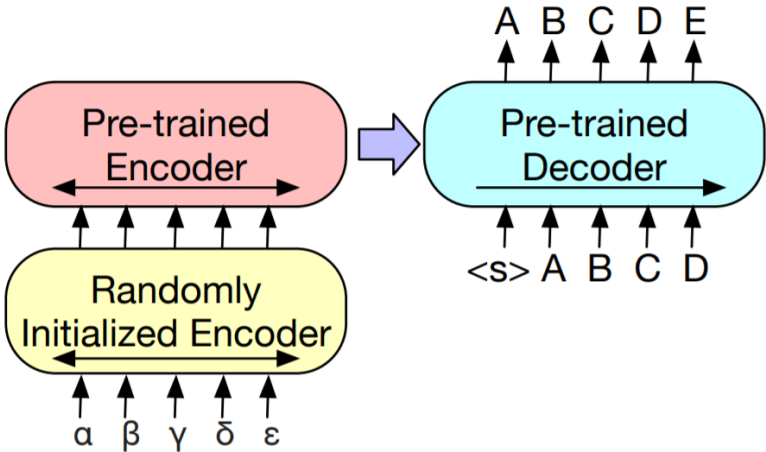 A B C D E
Pre-trained
Encoder
Pre-trained
Decoder
<s> A B C D
Randomly
Initialized Encoder
α β γ δ ε